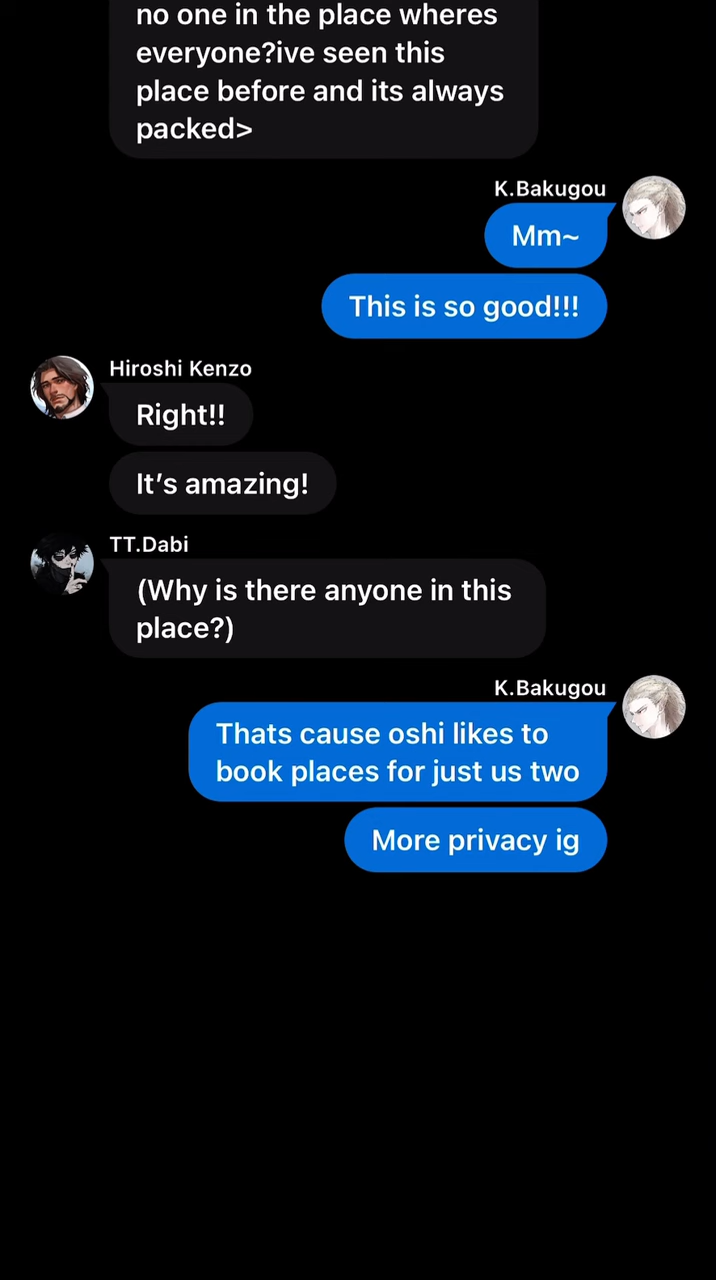 no one in the place wheres
everyone?ive seen this
place before and its always
packed>
K.Bakugou
Mm~
This is so good!!!
Hiroshi Kenzo
Right!!
It’s amazing!
TT.Dabi
(Why is there anyone in this
place?)
K.Bakugou
Thats cause oshi likes to
book places for just us two
More privacy ig